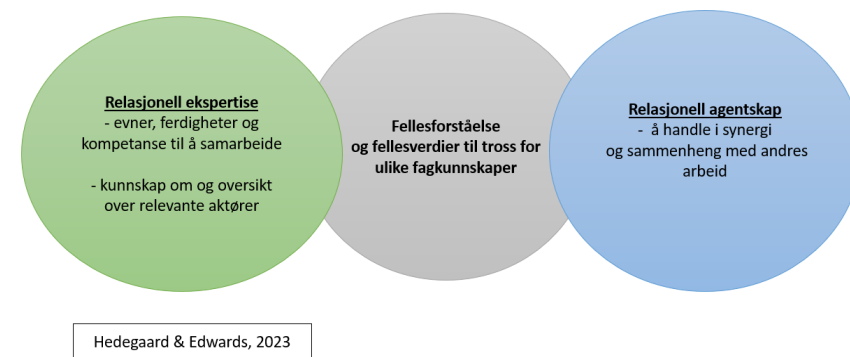 Relasjonell ekspertise
- evner, ferdigheter og
kompetanse til å samarbeide
- kunnskap om og oversikt
over relevante aktører
Fellesforståelse
og fellesverdier til tross for
ulike fagkunnskaper
Relasjonell agentskap
- å handle i synergi
og sammenheng med andres
arbeid
Hedegaard & Edwards, 2023